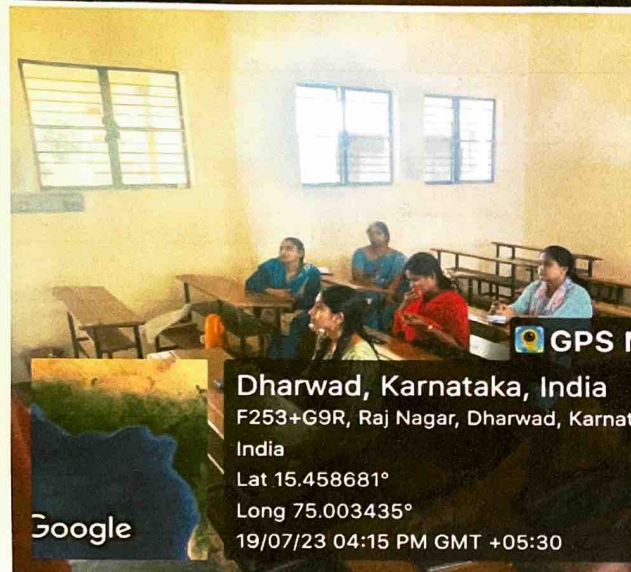 GPS M
Dharwad, Karnataka, India
F253+G9R, Raj Nagar, Dharwad, Karnat
India
Lat 15.458681°
Long 75.003435°
19/07/23 04:15 PM GMT +05:30
Google